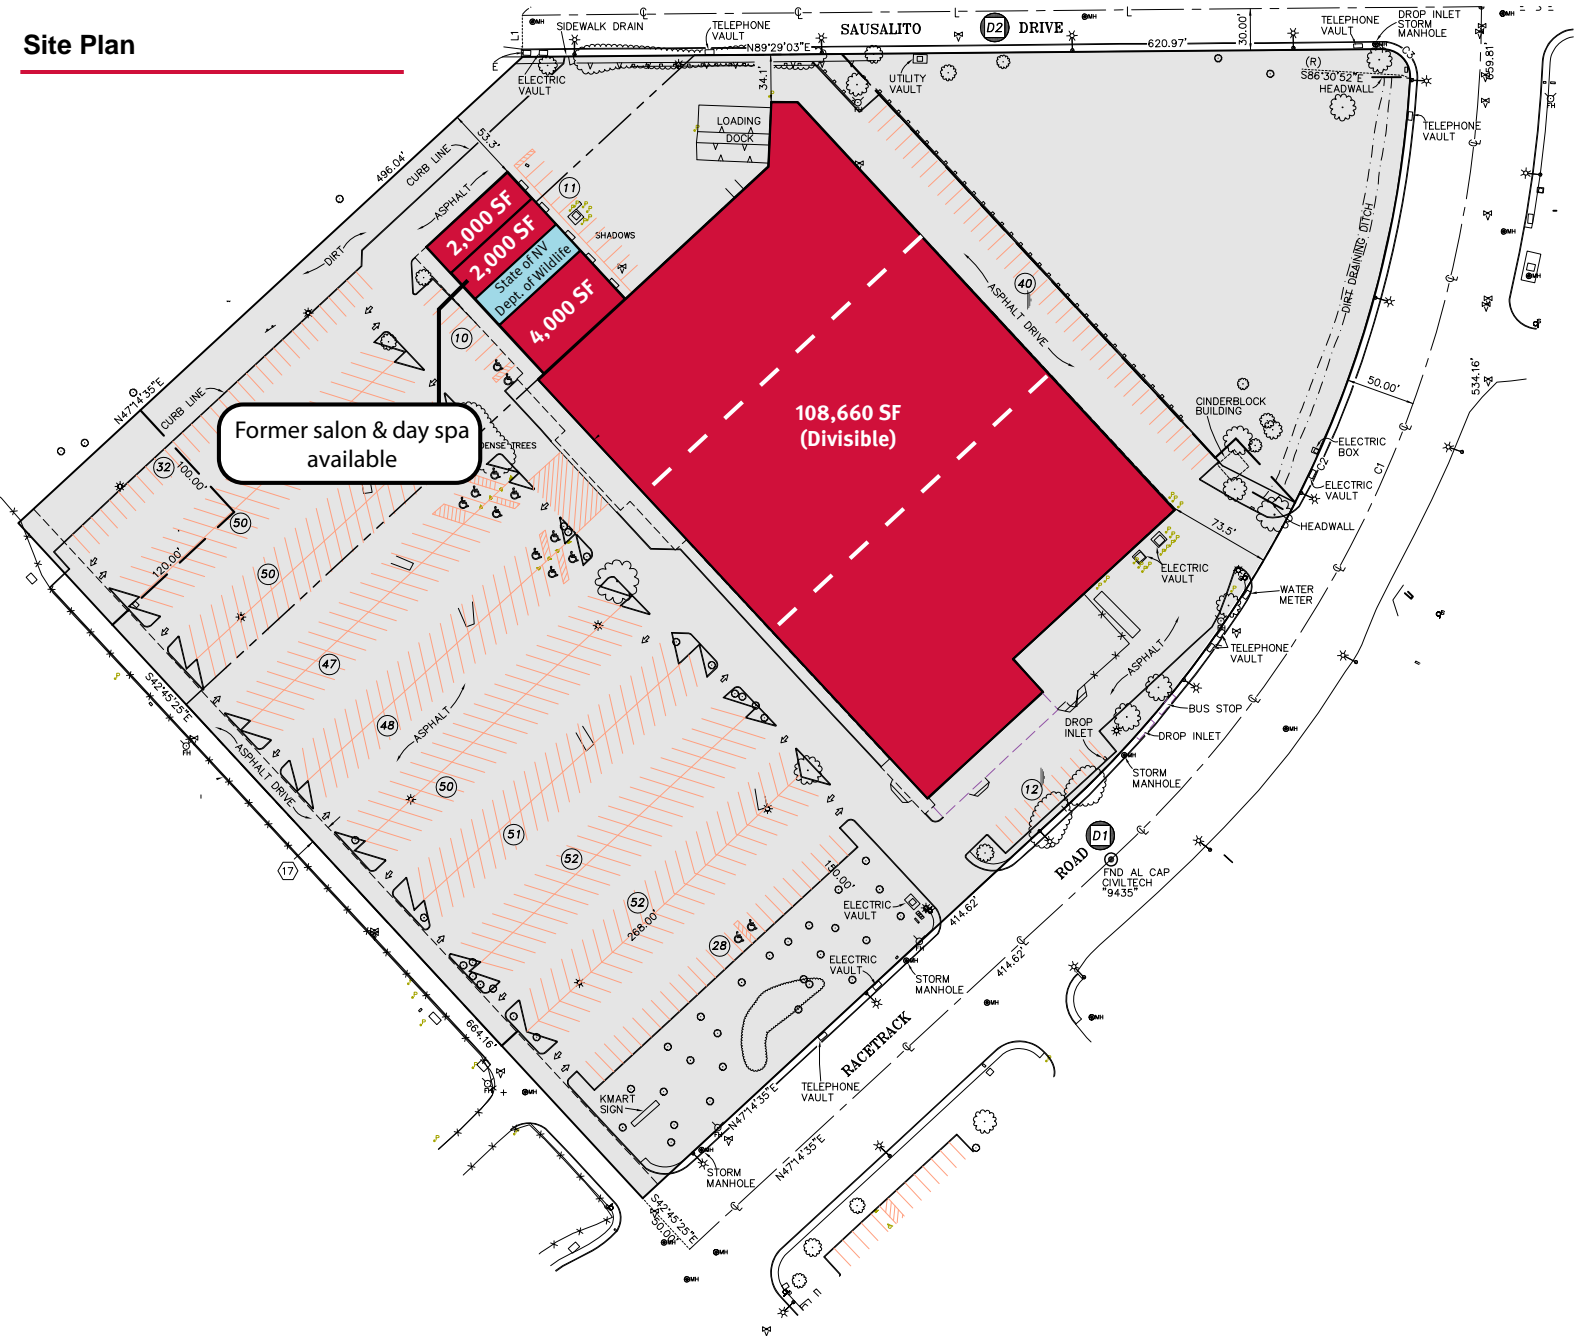 Site Plan
SAUSALITO D2 DRIVE
SIDEWALK DRAIN
TELEPHONE
VAULT
N89°29'03"E
620.97'
30.00'
TELEPHONE
VAULT
DROP INLET
STORM
MANHOLE
MH
L1
E
C3
659.81'
(R)
S86°30'52"E
HEADWALL
ELECTRIC
VAULT
UTILITY
VAULT
34.1'
TELEPHONE
VAULT
LOADING
DOCK
53.3'
496.04'
CURB LINE
ASPHALT
DIRT
11
SHADOWS
2,000 SF
2,000 SF
State of NV
Dept. of Wildlife
4,000 SF
40
ASPHALT DRIVE
DIRT DRAINING DITCH
10
N47°14'35"E
CURB LINE
Former salon & day spa
available
DENSE TREES
108,660 SF
(Divisible)
50.00'
534.16'
CINDERBLOCK
BUILDING
ELECTRIC
BOX
C2
C1
ELECTRIC
VAULT
HEADWALL
73.5'
32
100.00'
50
120.00'
50
ELECTRIC
VAULT
WATER
METER
TELEPHONE
VAULT
ASPHALT
BUS STOP
DROP
INLET
DROP INLET
STORM
MANHOLE
47
S42°45'25"E
48
ASPHALT
ASPHALT DRIVE
50
51
52
52
268.00'
12
150.00'
ROAD D1
FND AL CAP
CIVILTECH
"9435"
17
28
ELECTRIC
VAULT
414.62'
ELECTRIC
VAULT
STORM
MANHOLE
414.62'
664.16'
RACETRACK
KMART
SIGN
TELEPHONE
VAULT
N47°14'35"E
N47°14'35"E
STORM
MANHOLE
S42°45'25"E
50.00'
MH